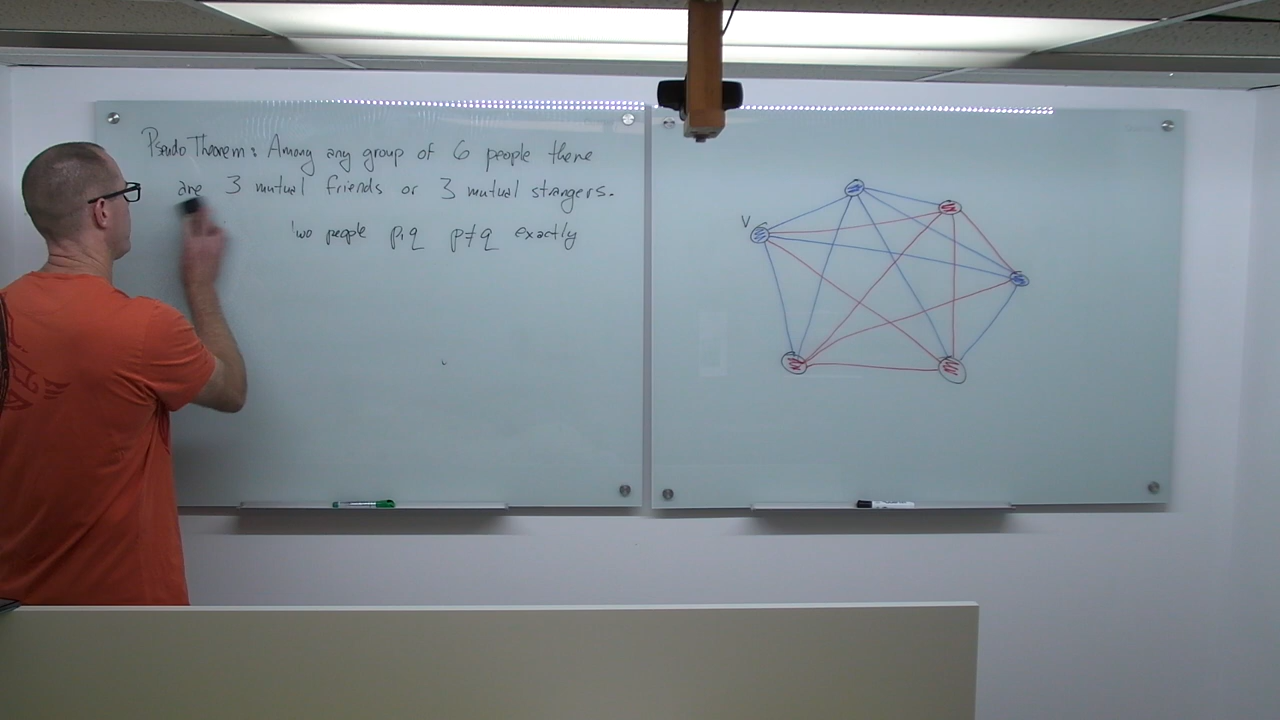 Pseudo Theorem: Among any group of 6 people there
are 3 mutual friends or 3 mutual strangers.
wo people p,q p≠q exactly
V